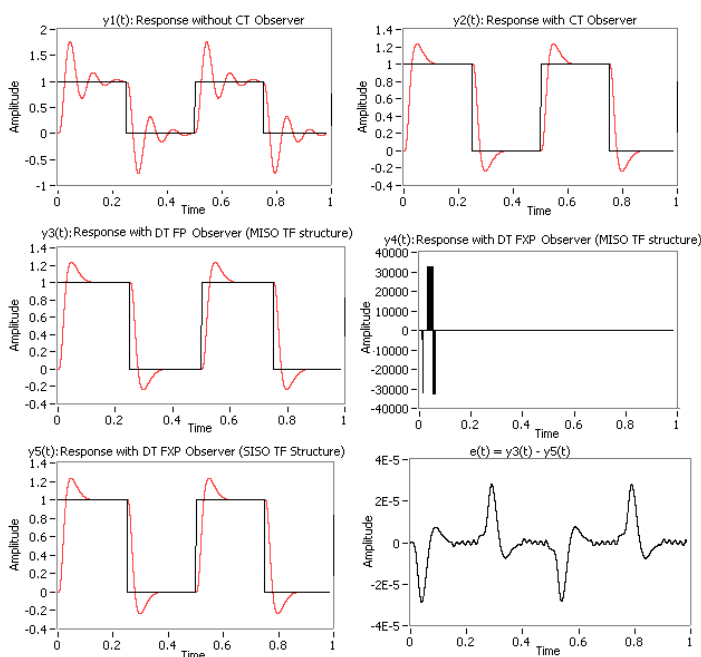 y1(t): Response without CT Observer
2
1.5
1
0.5
0
-0.5
-1
Amplitude
0 0.2 0.4 0.6 0.8 1
Time
y2(t): Response with CT Observer
1.4
1.2
1
0.8
0.6
0.4
0.2
0
-0.2
-0.4
Amplitude
0 0.2 0.4 0.6 0.8 1
Time
y3(t): Response with DT FP Observer (MISO TF structure)
1.4
1.2
1
0.8
0.6
0.4
0.2
0
-0.2
-0.4
Amplitude
0 0.2 0.4 0.6 0.8 1
Time
y4(t): Response with DT FXP Observer (MISO TF structure)
40000
30000
20000
10000
0
-10000
-20000
-30000
-40000
Amplitude
0 0.2 0.4 0.6 0.8 1
Time
y5(t): Response with DT FXP Observer (SISO TF Structure)
1.4
1.2
1
0.8
0.6
0.4
0.2
0
-0.2
-0.4
Amplitude
0 0.2 0.4 0.6 0.8 1
Time
e(t) = y3(t) - y5(t)
4E-5
2E-5
0
-2E-5
-4E-5
Amplitude
0 0.2 0.4 0.6 0.8 1
Time